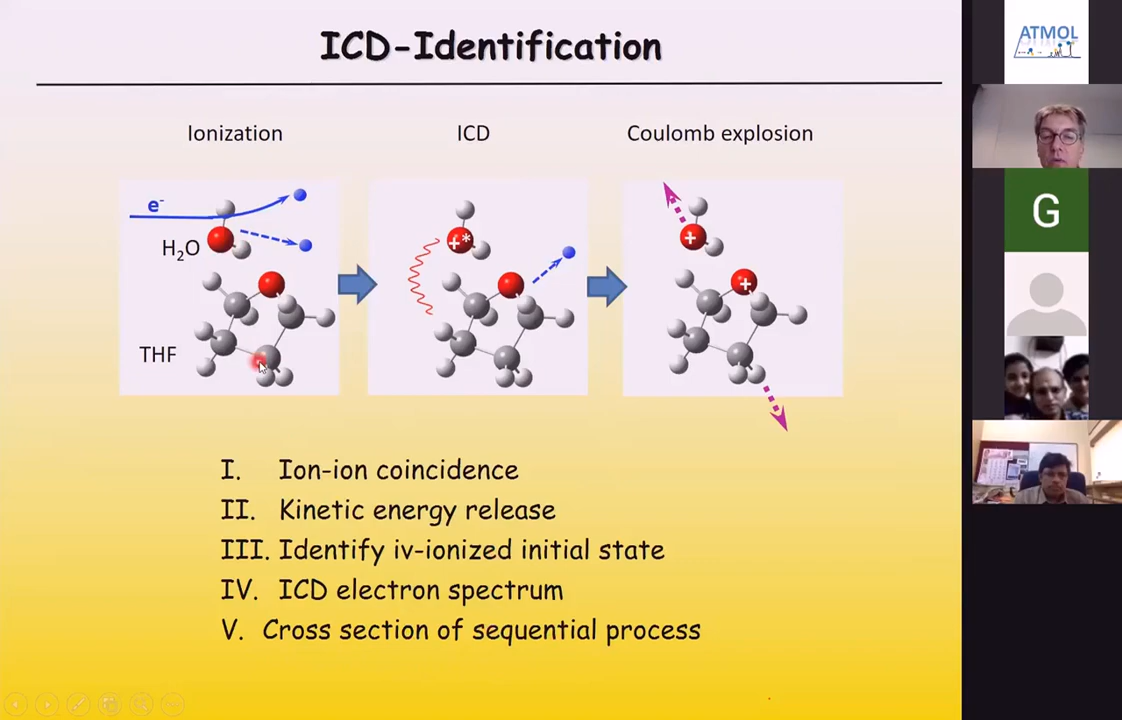 ICD-Identification
Ionization
ICD
Coulomb explosion
e-
H₂O
THF
+*
+
+
I. Ion-ion coincidence
II. Kinetic energy release
III. Identify iv-ionized initial state
IV. ICD electron spectrum
V. Cross section of sequential process
ATMOL
G